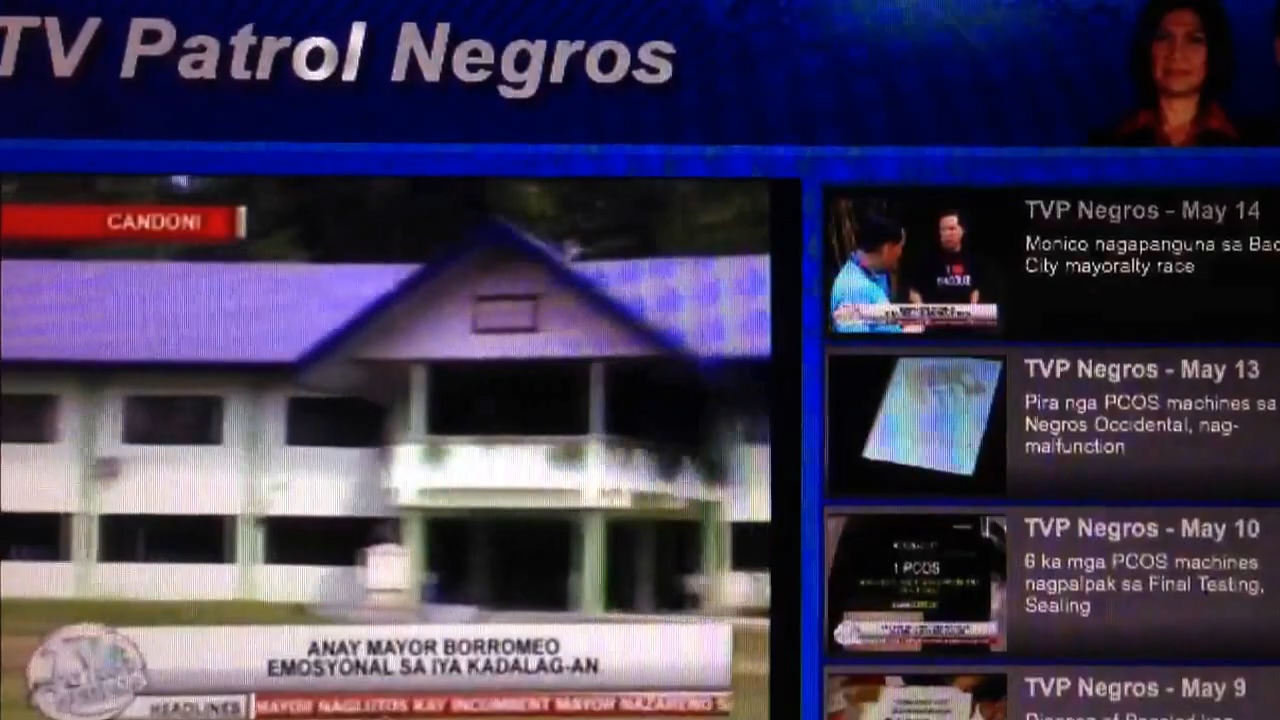 TV Patrol Negros
CANDONI
ANAY MAYOR BORROMEO
EMOSYONAL SA IYA KADALAG-AN
HEADLINES
MAYOR NAGLUTOS KAY INCUMBENT MAYOR NAZARENO S
TVP Negros - May 14
Monico nagapanguna sa Bac
City mayoralty race
TVP Negros - May 13
Pira nga PCOS machines sa
Negros Occidental, nag-
malfunction
1 PCOS
TVP Negros - May 10
6 ka mga PCOS machines
nagpalpak sa Final Testing,
Sealing
TVP Negros - May 9